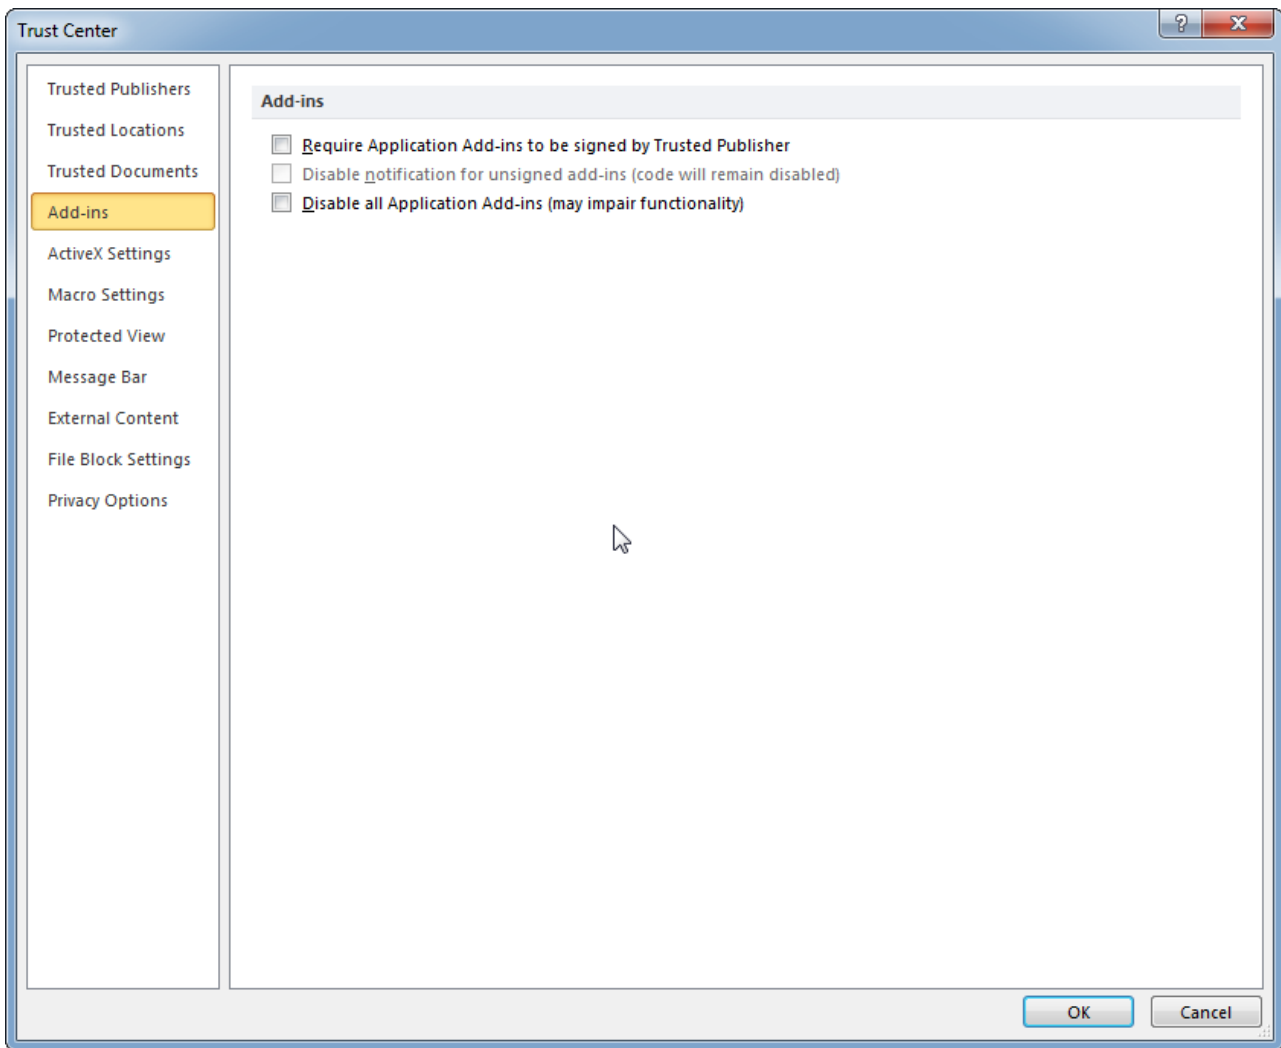 Trust Center
?
X
Trusted Publishers
Trusted Locations
Trusted Documents
Add-ins
ActiveX Settings
Macro Settings
Protected View
Message Bar
External Content
File Block Settings
Privacy Options
Add-ins
Require Application Add-ins to be signed by Trusted Publisher
Disable notification for unsigned add-ins (code will remain disabled)
Disable all Application Add-ins (may impair functionality)
OK
Cancel